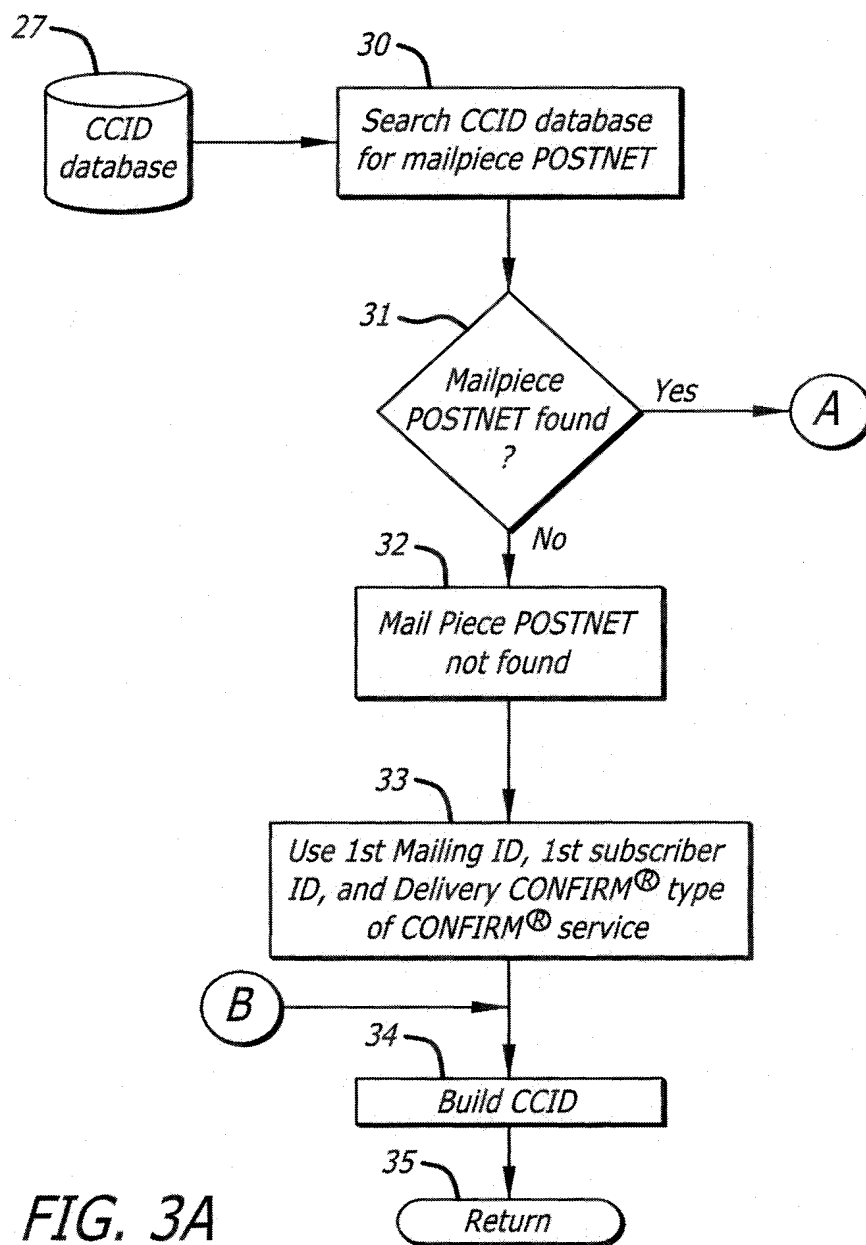 27
CCID
database
30
Search CCID database
for mailpiece POSTNET
31
Mailpiece
POSTNET found
?
Yes
A
No
32
Mail Piece POSTNET
not found
33
Use 1st Mailing ID, 1st subscriber
ID, and Delivery CONFIRM® type
of CONFIRM® service
B
34
Build CCID
35
Return
FIG. 3A